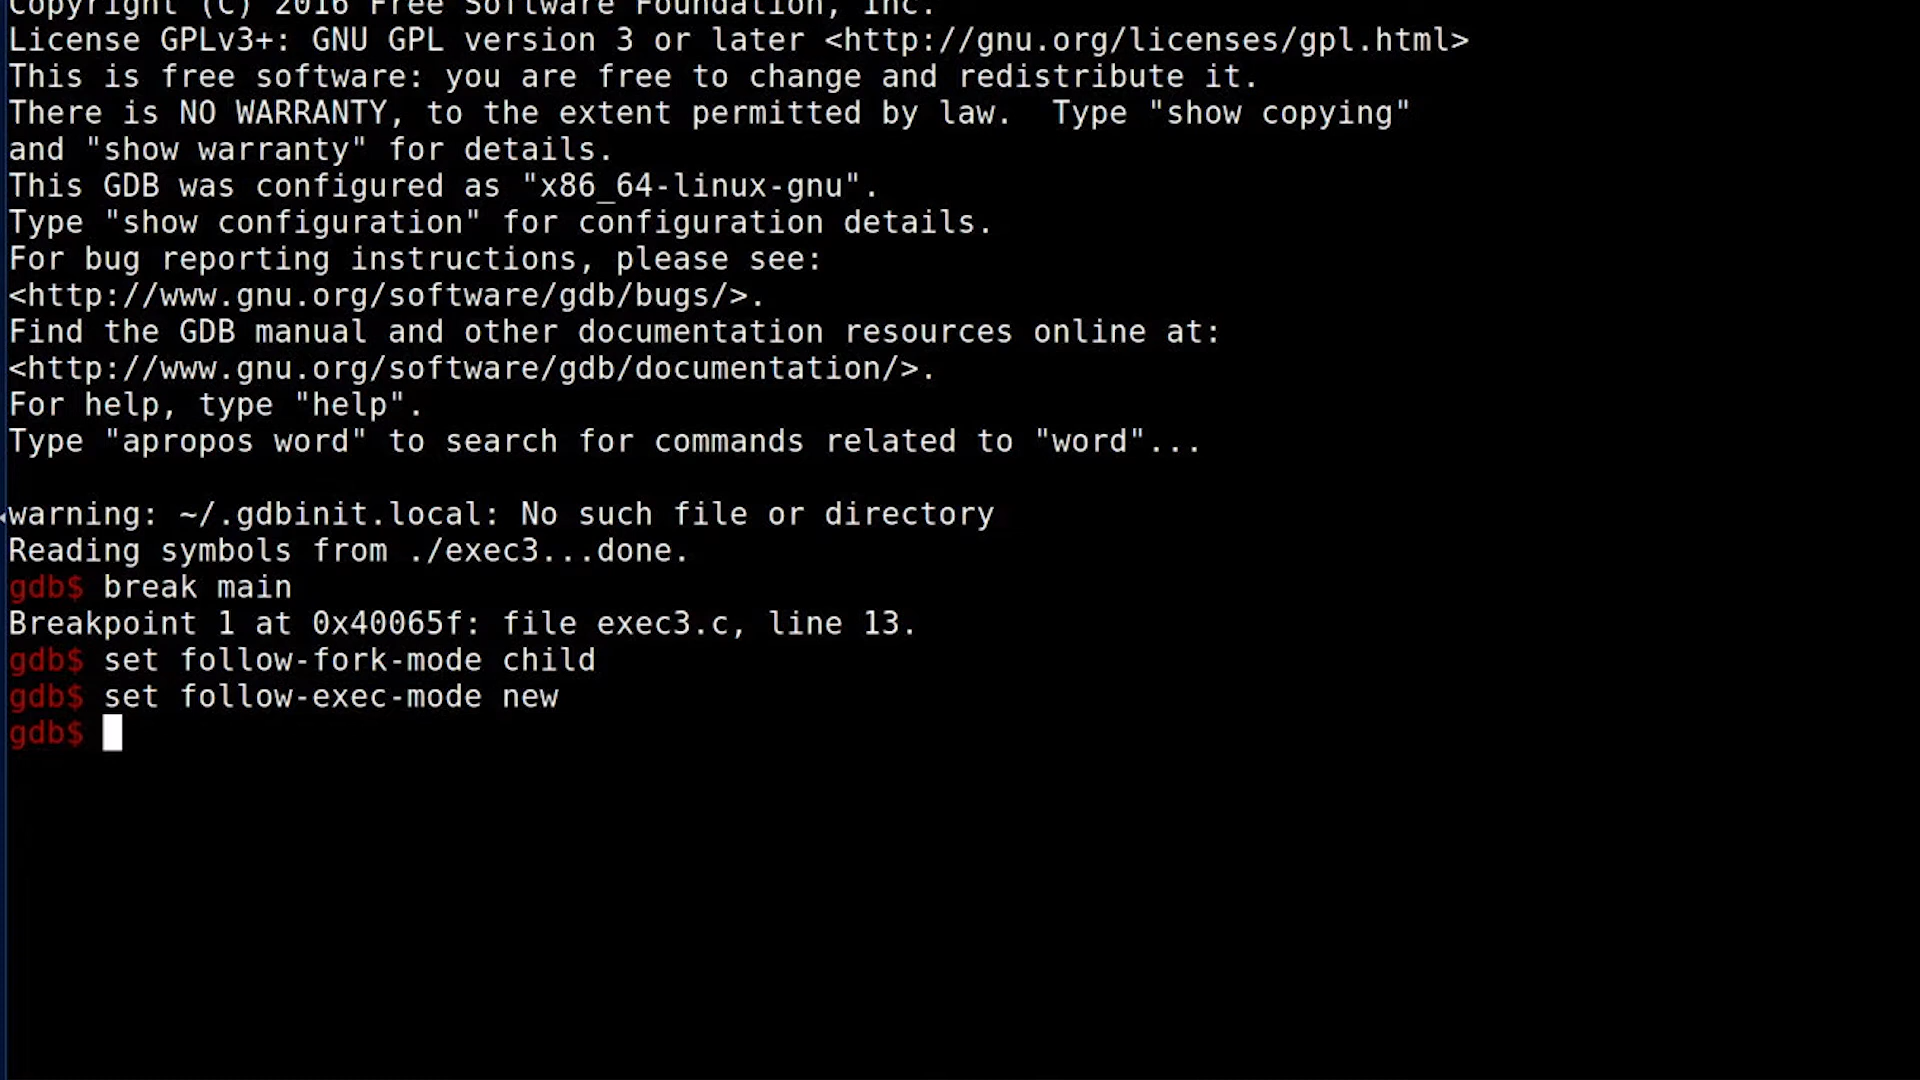 Copyright (C) 2016 Free Software Foundation, Inc.
License GPLv3+: GNU GPL version 3 or later <http://gnu.org/licenses/gpl.html>
This is free software: you are free to change and redistribute it.
There is NO WARRANTY, to the extent permitted by law.  Type "show copying"
and "show warranty" for details.
This GDB was configured as "x86_64-linux-gnu".
Type "show configuration" for configuration details.
For bug reporting instructions, please see:
<http://www.gnu.org/software/gdb/bugs/>.
Find the GDB manual and other documentation resources online at:
<http://www.gnu.org/software/gdb/documentation/>.
For help, type "help".
Type "apropos word" to search for commands related to "word"...
warning: ~/.gdbinit.local: No such file or directory
Reading symbols from ./exec3...done.
gdb$ break main
Breakpoint 1 at 0x40065f: file exec3.c, line 13.
gdb$ set follow-fork-mode child
gdb$ set follow-exec-mode new
gdb$